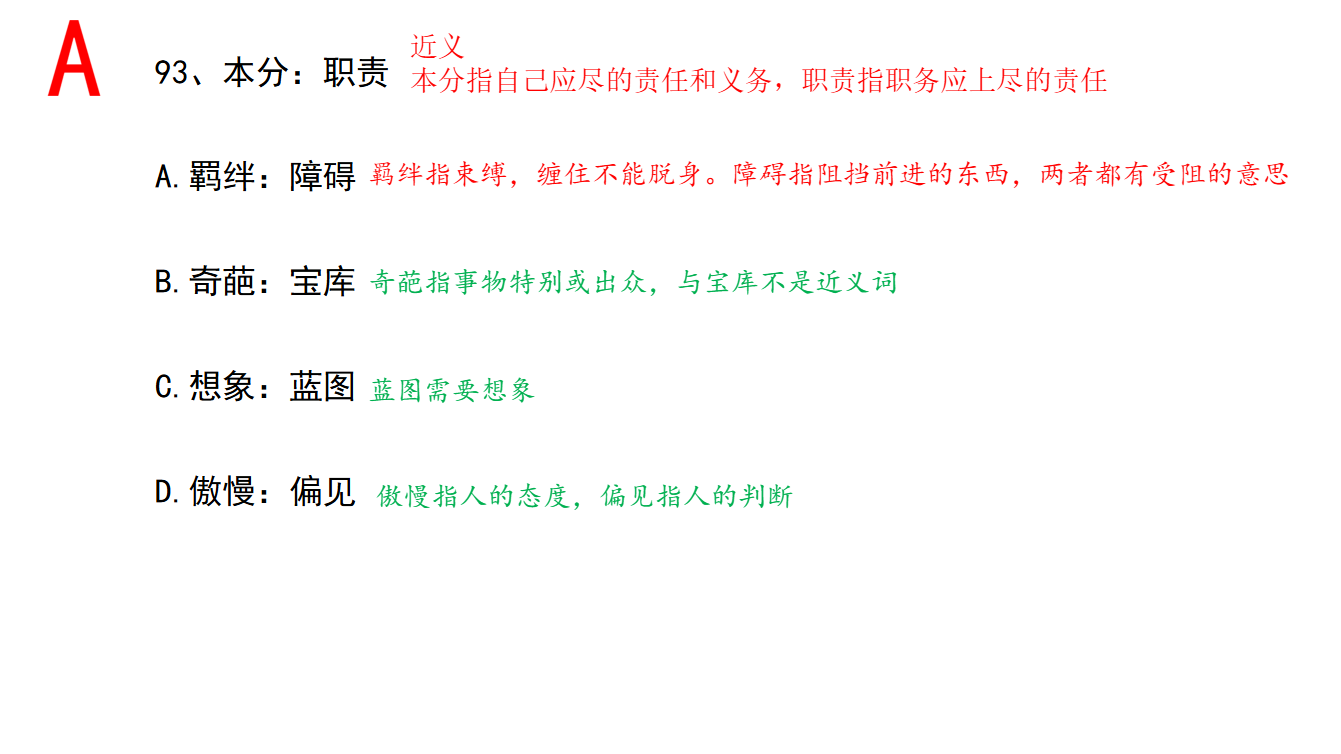 A
近义
93、本分：职责
本分指自己应尽的责任和义务，职责指职务应上尽的责任
A.羁绊：障碍 羁绊指束缚，缠住不能脱身。障碍指阻挡前进的东西，两者都有受阻的意思
B.奇葩：宝库 奇葩指事物特别或出众，与宝库不是近义词
C.想象：蓝图 蓝图需要想象
D.傲慢：偏见 傲慢指人的态度，偏见指人的判断